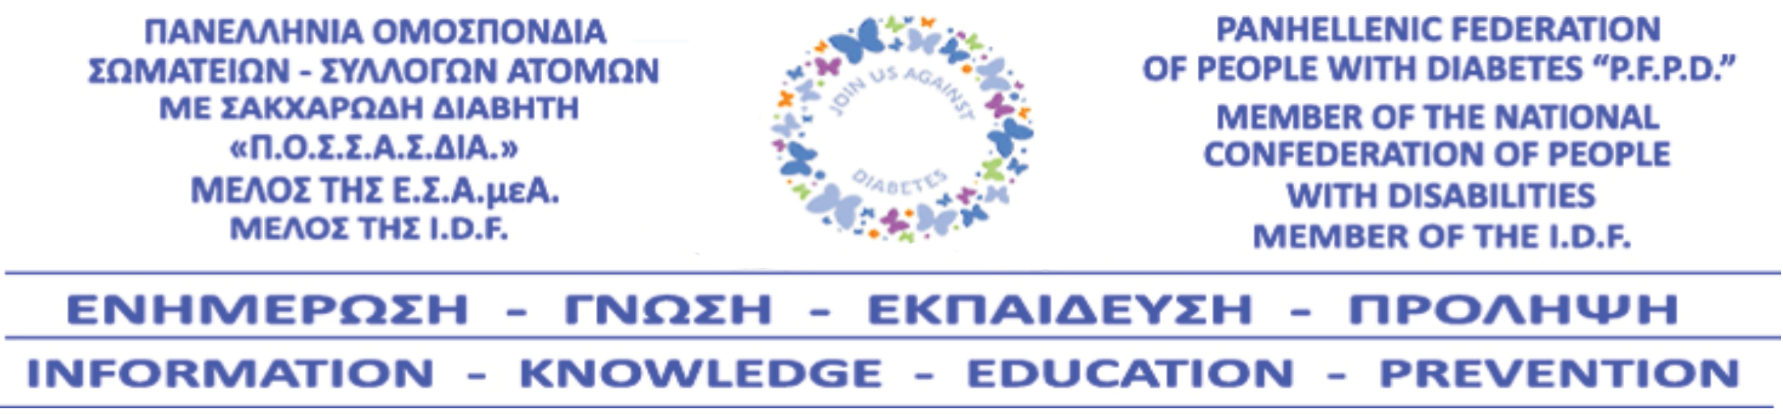 ΠΑΝΕΛΛΗΝΙΑ ΟΜΟΣΠΟΝΔΙΑ
ΣΩΜΑΤΕΙΩΝ - ΣΥΛΛΟΓΩΝ ΑΤΟΜΩΝ
ΜΕ ΣΑΚΧΑΡΩΔΗ ΔΙΑΒΗΤΗ
«Π.Ο.Σ.Σ.Α.Σ.ΔΙΑ.»
ΜΕΛΟΣ ΤΗΣ Ε.Σ.Α.μεΑ.
ΜΕΛΟΣ ΤΗΣ I.D.F.
JOIN US AGAINST
DIABETES
PANHELLENIC FEDERATION
OF PEOPLE WITH DIABETES “P.F.P.D.”
MEMBER OF THE NATIONAL
CONFEDERATION OF PEOPLE
WITH DISABILITIES
MEMBER OF THE I.D.F.
ΕΝΗΜΕΡΩΣΗ - ΓΝΩΣΗ - ΕΚΠΑΙΔΕΥΣΗ - ΠΡΟΛΗΨΗ
INFORMATION - KNOWLEDGE - EDUCATION - PREVENTION